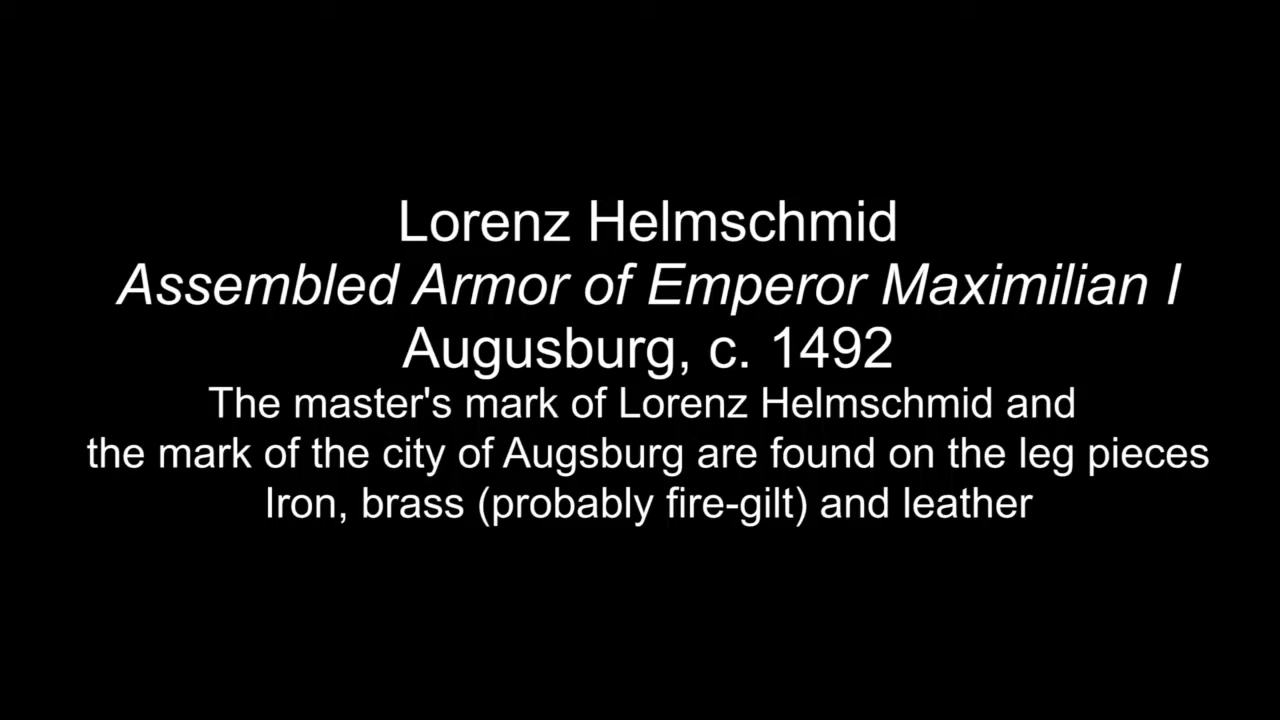 Lorenz Helmschmid
Assembled Armor of Emperor Maximilian I
Augusburg, c. 1492
The master's mark of Lorenz Helmschmid and
the mark of the city of Augsburg are found on the leg pieces
Iron, brass (probably fire-gilt) and leather